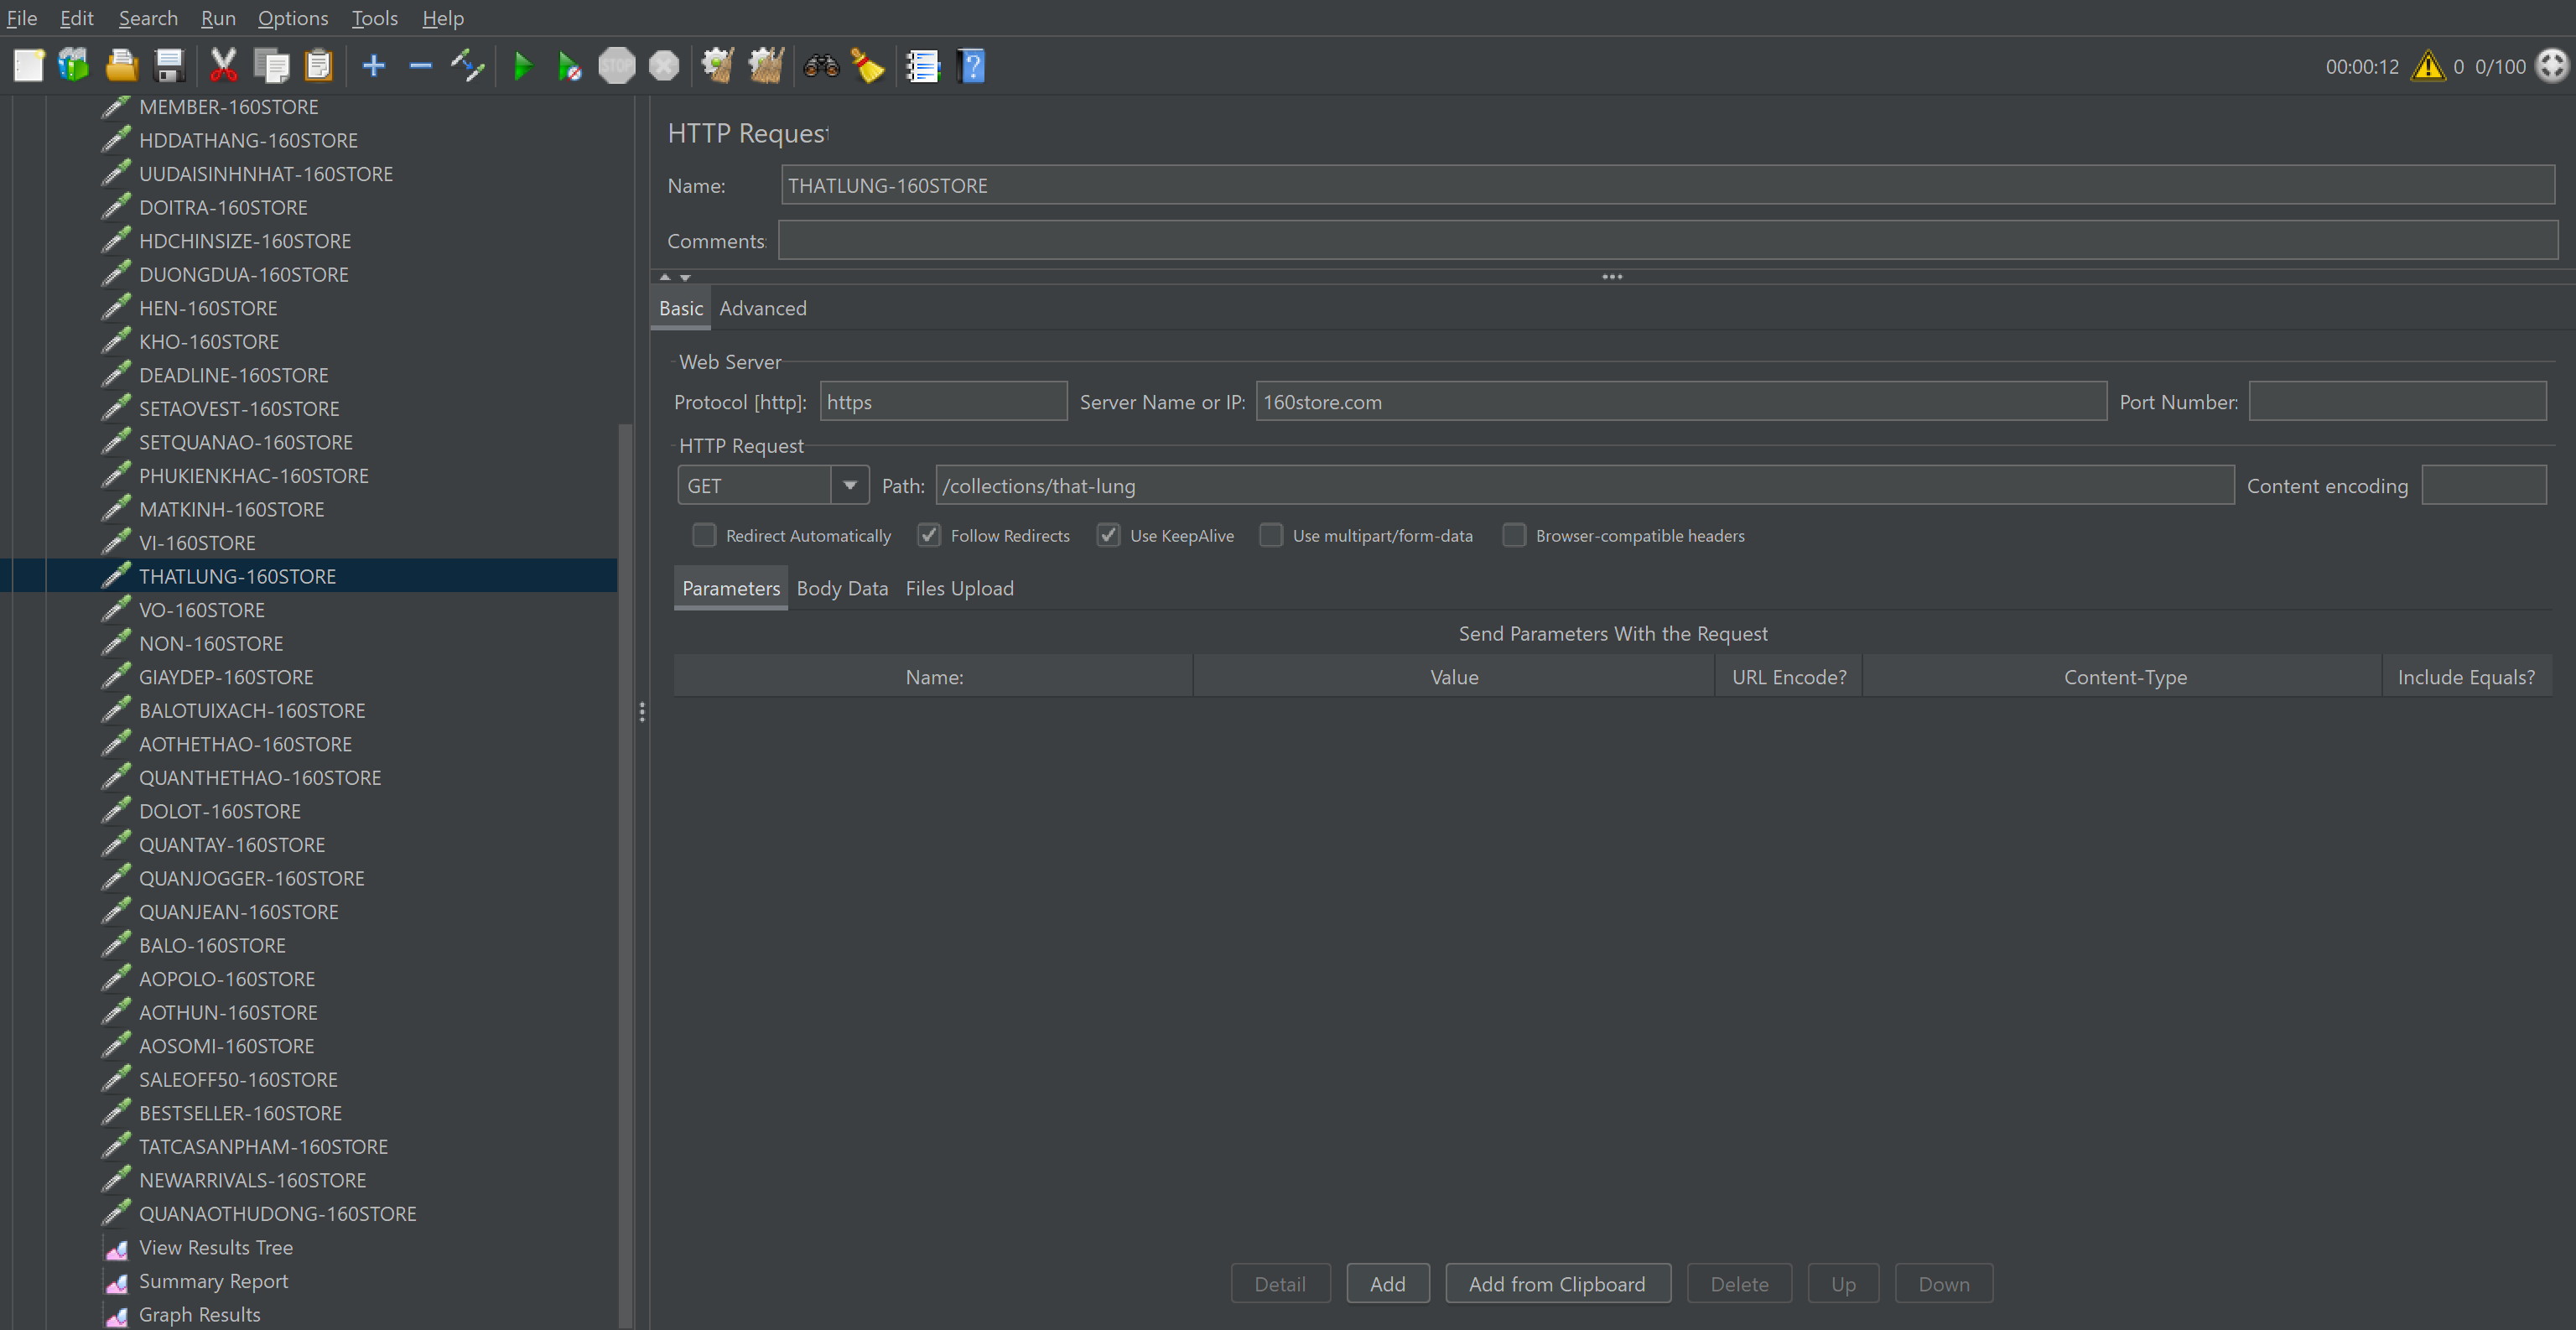 File Edit Search Run Options Tools Help
STOP
00:00:12 0 0/100
MEMBER-160STORE
HDDATHANG-160STORE
UUDAISINHNHAT-160STORE
DOITRA-160STORE
HDCHINSIZE-160STORE
DUONGDUA-160STORE
HEN-160STORE
KHO-160STORE
DEADLINE-160STORE
SETAOVEST-160STORE
SETQUANAO-160STORE
PHUKIENKHAC-160STORE
MATKINH-160STORE
VI-160STORE
THATLUNG-160STORE
VO-160STORE
NON-160STORE
GIAYDEP-160STORE
BALOTUIXACH-160STORE
AOTHETHAO-160STORE
QUANTHETHAO-160STORE
DOLOT-160STORE
QUANTAY-160STORE
QUANJOGGER-160STORE
QUANJEAN-160STORE
BALO-160STORE
AOPOLO-160STORE
AOTHUN-160STORE
AOSOMI-160STORE
SALEOFF50-160STORE
BESTSELLER-160STORE
TATCASANPHAM-160STORE
NEWARRIVALS-160STORE
QUANAOTHUDONG-160STORE
View Results Tree
Summary Report
Graph Results
HTTP Request
Name: THATLUNG-160STORE
Comments:
Basic Advanced
Web Server
Protocol [http]: https Server Name or IP: 160store.com Port Number:
HTTP Request
GET Path: /collections/that-lung Content encoding
Redirect Automatically Follow Redirects Use KeepAlive Use multipart/form-data Browser-compatible headers
Parameters Body Data Files Upload
Send Parameters With the Request
Name: Value URL Encode? Content-Type Include Equals?
Detail Add Add from Clipboard Delete Up Down